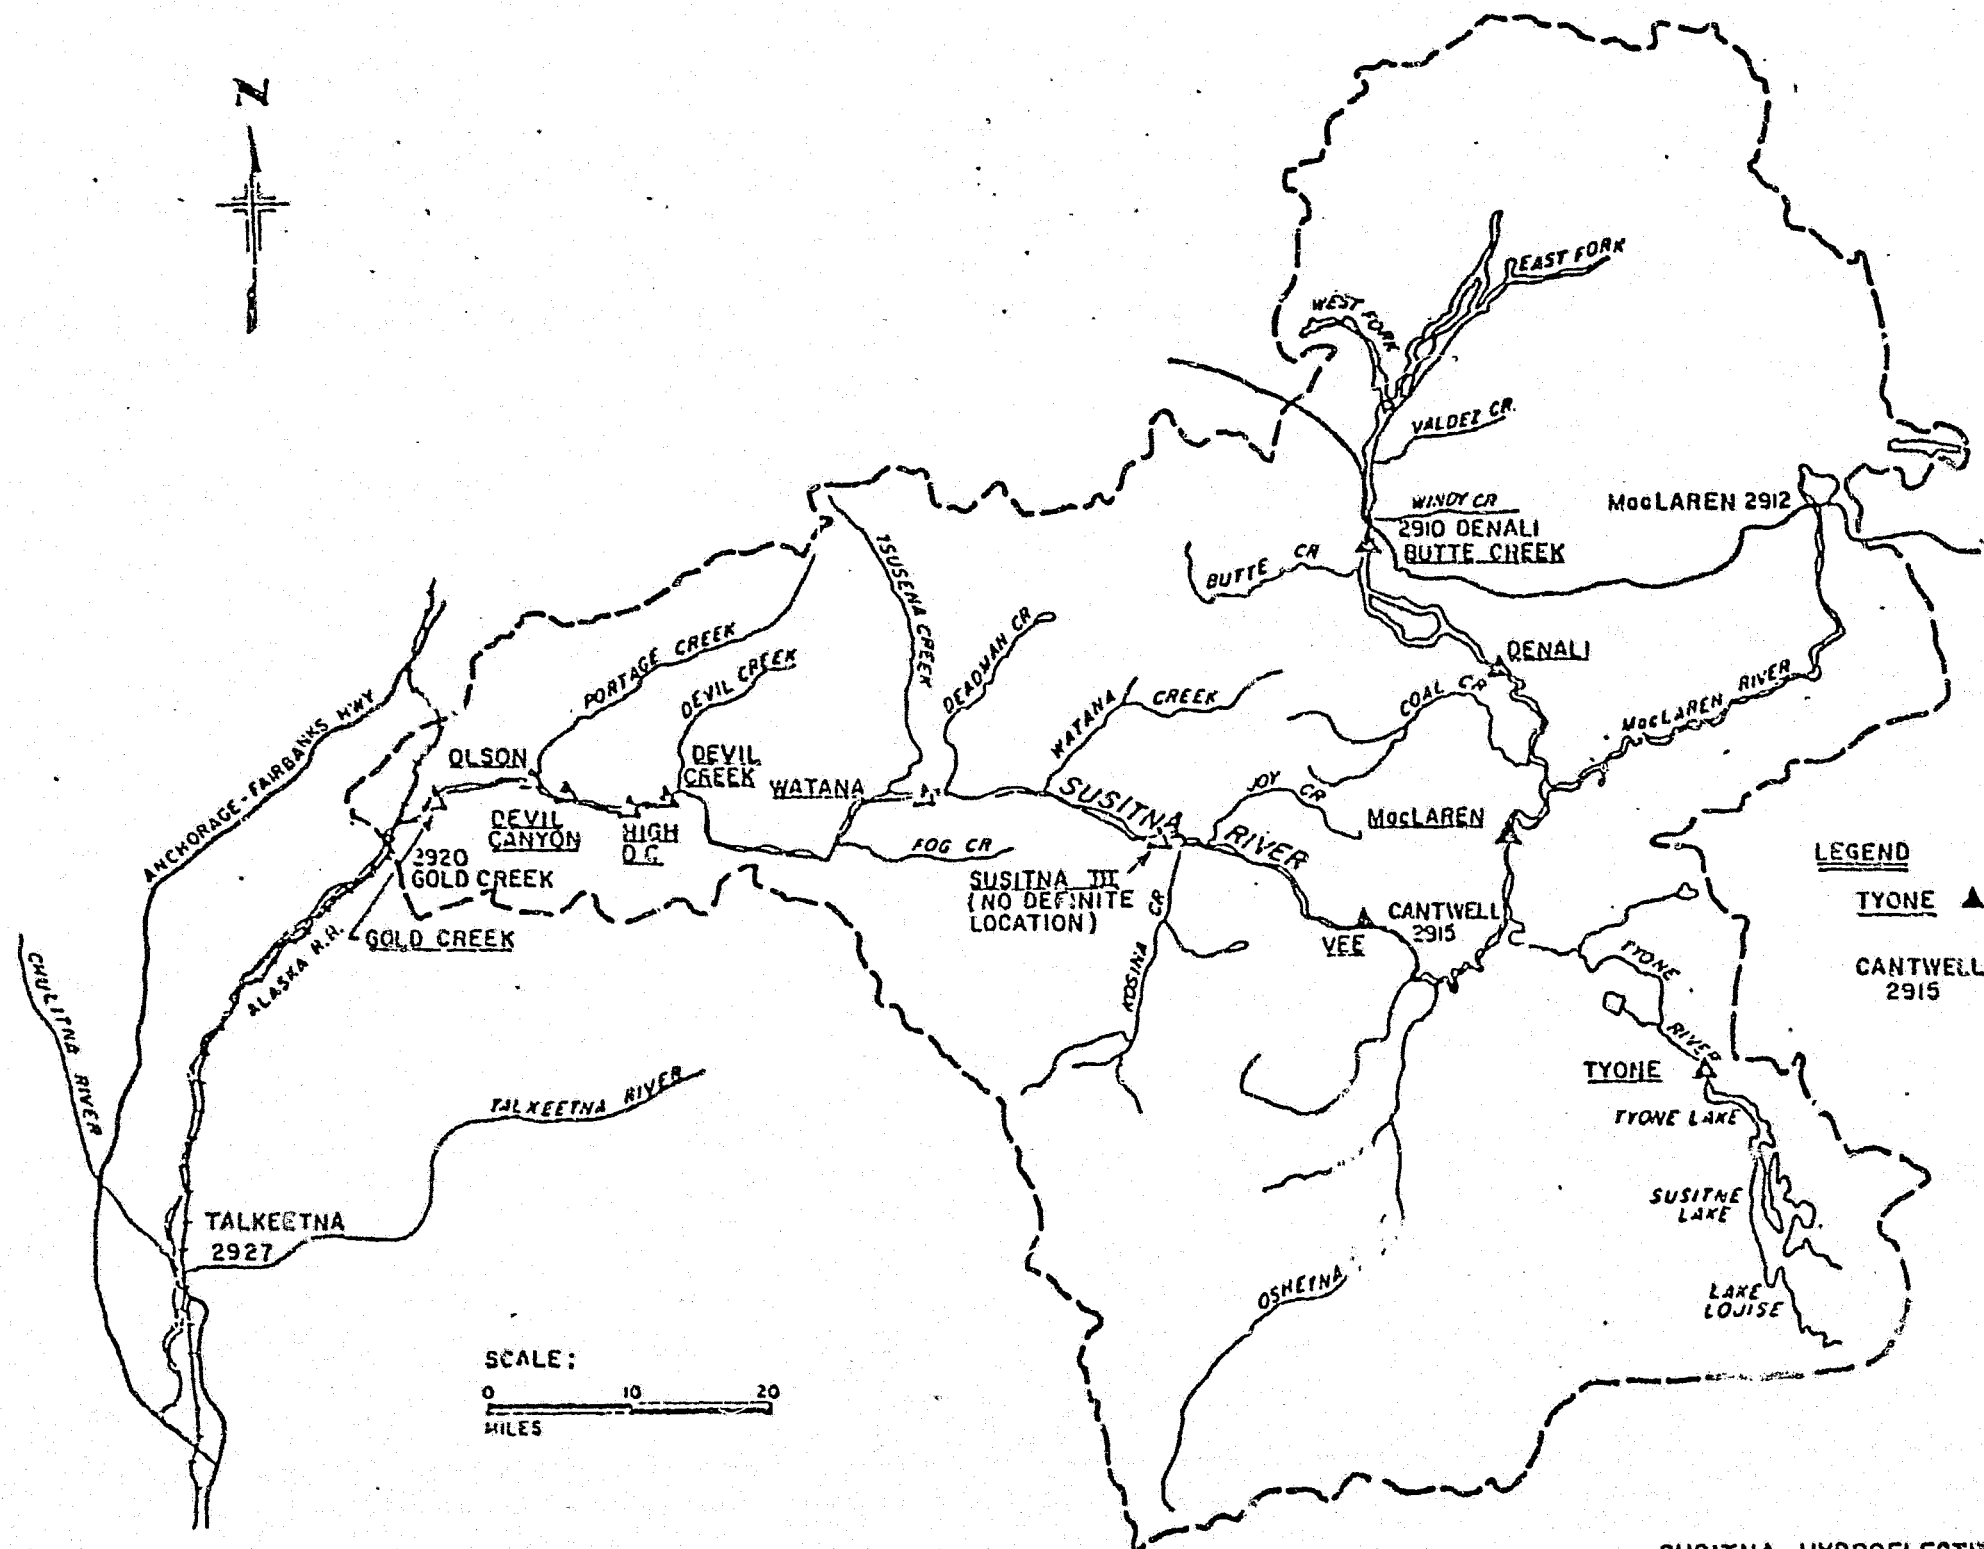 N
EAST FORK
WEST FORK
VALDEZ CR.
WINDY CR
MacLAREN 2912
2910 DENALI
BUTTE CREEK
BUTTE CR
TSUSENA CREEK
DEADMAN CR
PORTAGE CREEK
DEVIL CREEK
DENALI
COAL CR
MacLAREN RIVER
WATANA CREEK
ANCHORAGE-FAIRBANKS HWY
OLSON
DEVIL
CREEK
WATANA
SUSITNA RIVER
JOY
CR
MacLAREN
DEVIL
CANYON
HIGH
D.C.
FOG CR
2920
GOLD CREEK
SUSITNA III
(NO DEFINITE
LOCATION)
LEGEND
TYONE
GOLD CREEK
KOSINA CR
VEE
CANTWELL
2915
TYONE RIVER
CANTWELL
2915
ALASKA R.R.
CHULITNA RIVER
TALKEETNA RIVER
TYONE
TYONE LAKE
SUSITNE
LAKE
TALKEETNA
2927
OSHETNA
LAKE
LOUISE
SCALE:
0 10 20
MILES